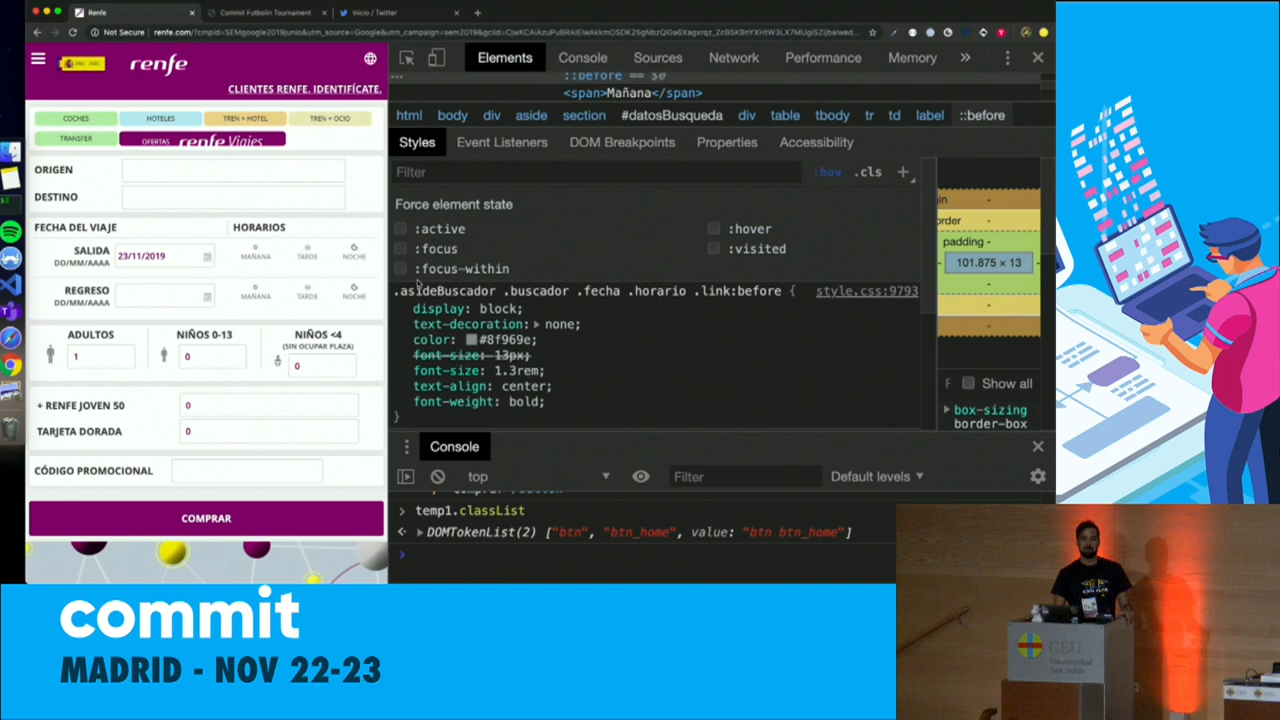 Renfe
Commit Futbolín Tournament
Inicio / Twitter
Not Secure
renfe
CLIENTES RENFE. IDENTIFÍCATE.
COCHES HOTELES TREN + HOTEL TREN + OCIO
TRANSFER OFERTAS renfe Viajes
ORIGEN
DESTINO
FECHA DEL VIAJE HORARIOS
SALIDA
DD/MM/AAAA
23/11/2019
MAÑANA TARDE NOCHE
REGRESO
DD/MM/AAAA
MAÑANA TARDE NOCHE
ADULTOS NIÑOS 0-13 NIÑOS <4
(SIN OCUPAR PLAZA)
1 0 0
+ RENFE JOVEN 50 0
TARJETA DORADA 0
CÓDIGO PROMOCIONAL
COMPRAR
Elements Console Sources Network Performance Memory »
::before == $0
<span>Mañana</span>
html body div aside section #datosBusqueda div table tbody tr td label ::before
Styles Event Listeners DOM Breakpoints Properties Accessibility
Filter :hov .cls +
Force element state
:active :hover
:focus :visited
:focus-within
.asideBuscador .buscador .fecha .horario .link:before { style.css:9793
display: block;
text-decoration: none;
color: #8f969e;
font-size: 13px;
font-size: 1.3rem;
text-align: center;
font-weight: bold;
}
padding -
101.875 × 13
Show all
box-sizing
border-box
Console
top Filter Default levels
temp1.classList
DOMTokenList(2) ["btn", "btn_home", value: "btn btn_home"]
commit
MADRID - NOV 22-23
CEU